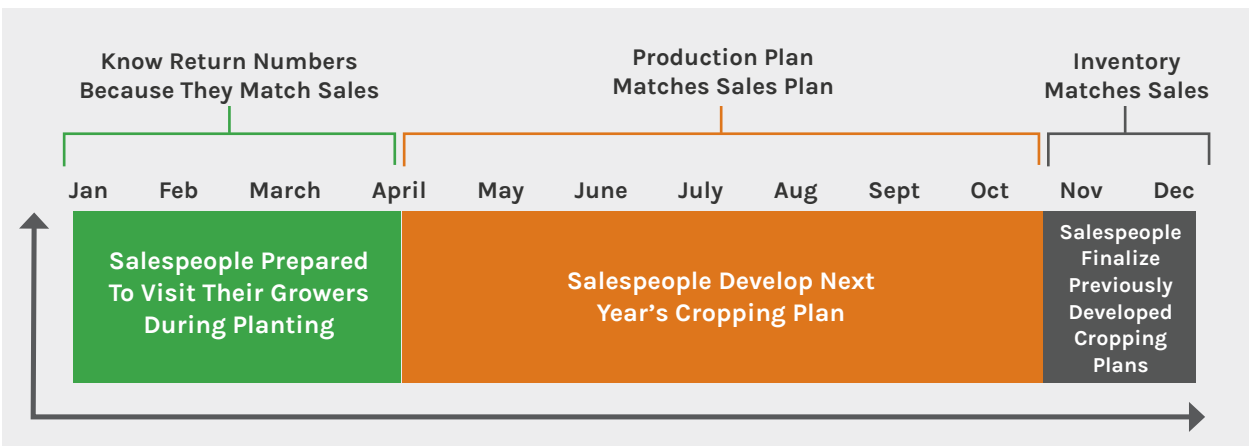 Know Return Numbers
Because They Match Sales
Production Plan
Matches Sales Plan
Inventory
Matches Sales
Jan Feb March April May June July Aug Sept Oct Nov Dec
Salespeople Prepared
To Visit Their Growers
During Planting
Salespeople Develop Next
Year’s Cropping Plan
Salespeople
Finalize
Previously
Developed
Cropping
Plans